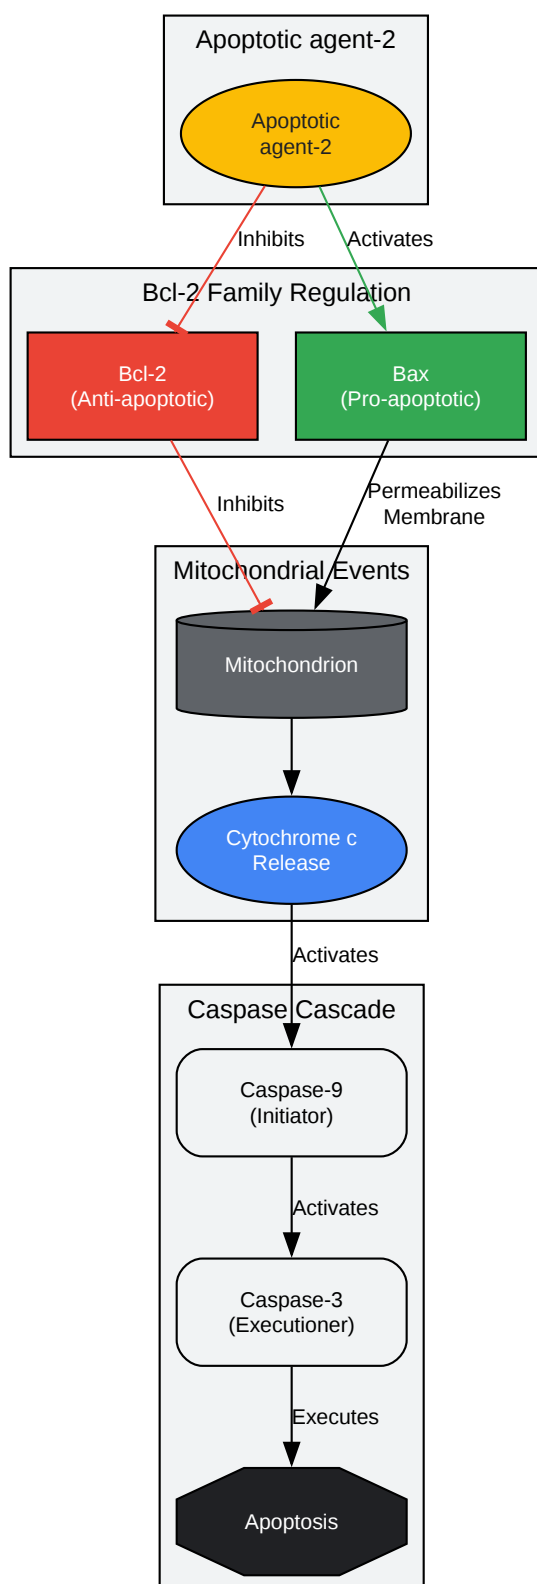 Apoptotic agent-2
Apoptotic
agent-2
Inhibits
Activates
Bcl-2 Family Regulation
Bcl-2
(Anti-apoptotic)
Bax
(Pro-apoptotic)
Inhibits
Permeabilizes
Membrane
Mitochondrial Events
Mitochondrion
Cytochrome c
Release
Activates
Caspase Cascade
Caspase-9
(Initiator)
Activates
Caspase-3
(Executioner)
Executes
Apoptosis